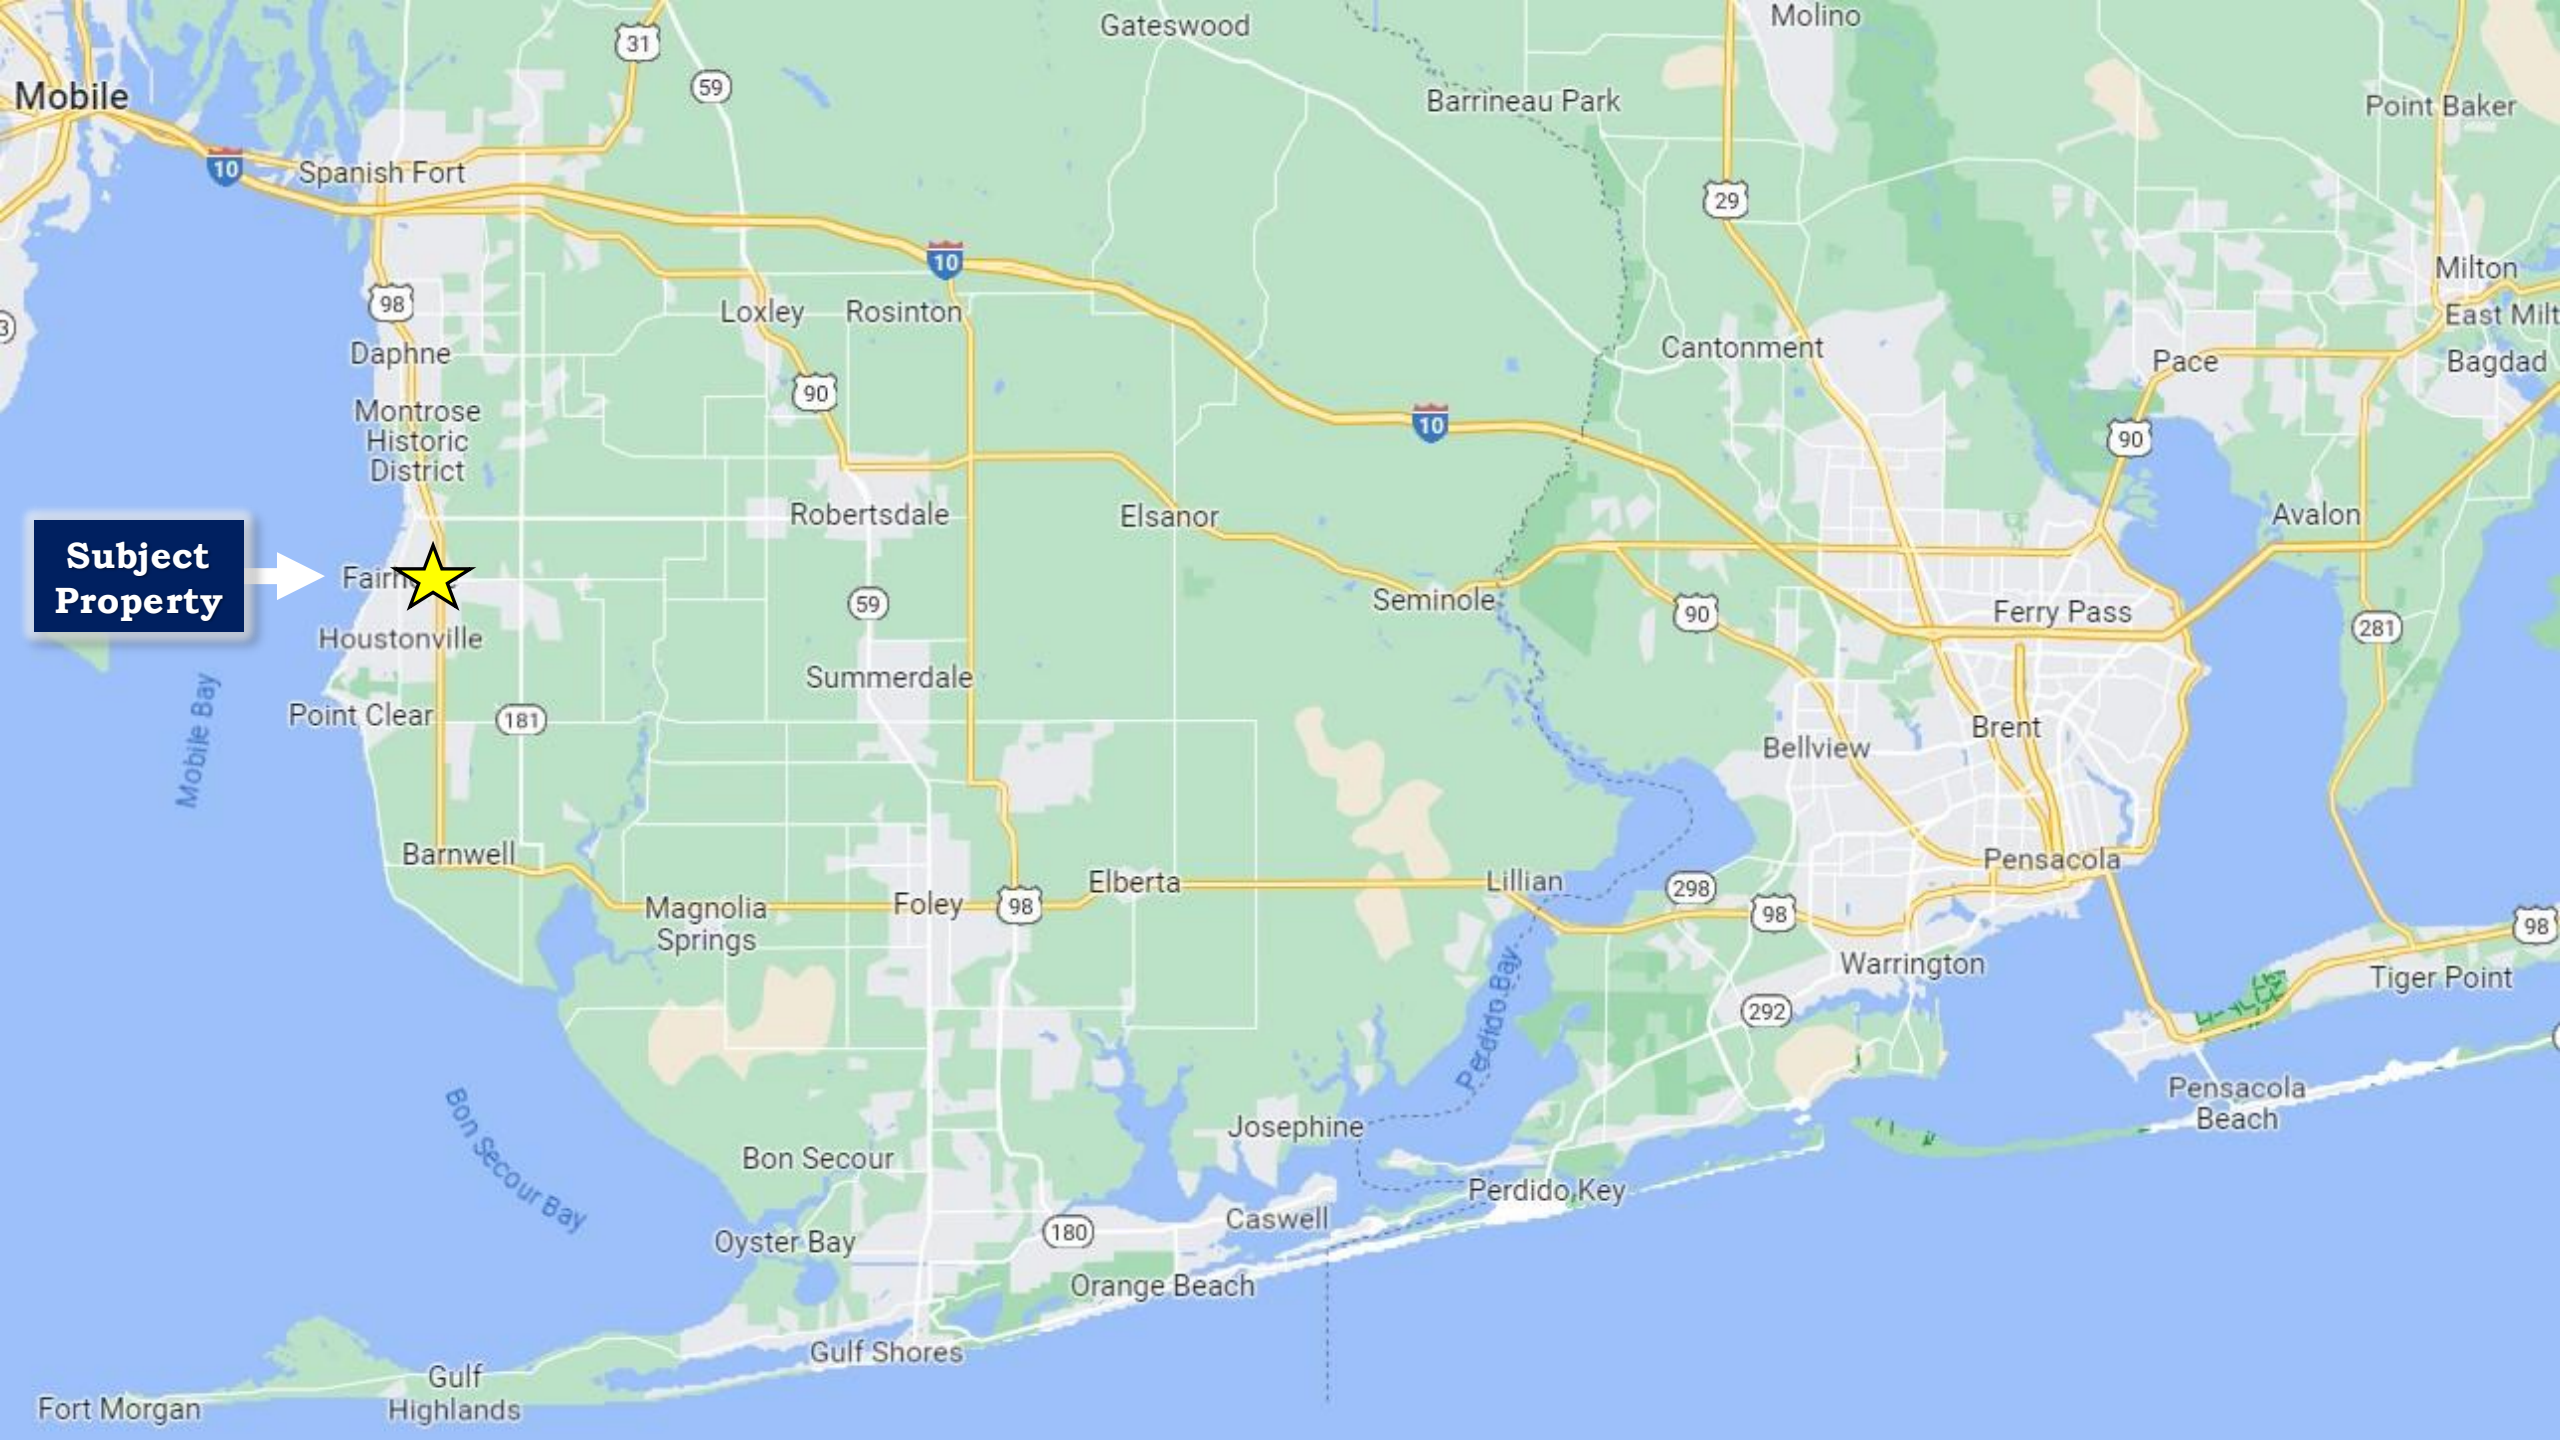 Gateswood
Molino
31
59
Mobile
Barrineau Park
Point Baker
10
Spanish Fort
29
10
Milton
98
Loxley
Rosinton
East Milt
3
Daphne
Cantonment
Pace
Bagdad
90
Montrose
Historic
District
10
90
Robertsdale
Elsanor
Avalon
Subject
Property
Fairh
Seminole
59
90
Ferry Pass
281
Houstonville
Summerdale
Mobile Bay
Point Clear
181
Brent
Bellview
Barnwell
Pensacola
Magnolia
Springs
Foley
98
Elberta
Lillian
298
98
98
Warrington
Tiger Point
292
Perdido Bay
Pensacola
Beach
Bon Secour Bay
Josephine
Bon Secour
Perdido Key
Caswell
180
Oyster Bay
Orange Beach
Gulf Shores
Gulf
Highlands
Fort Morgan